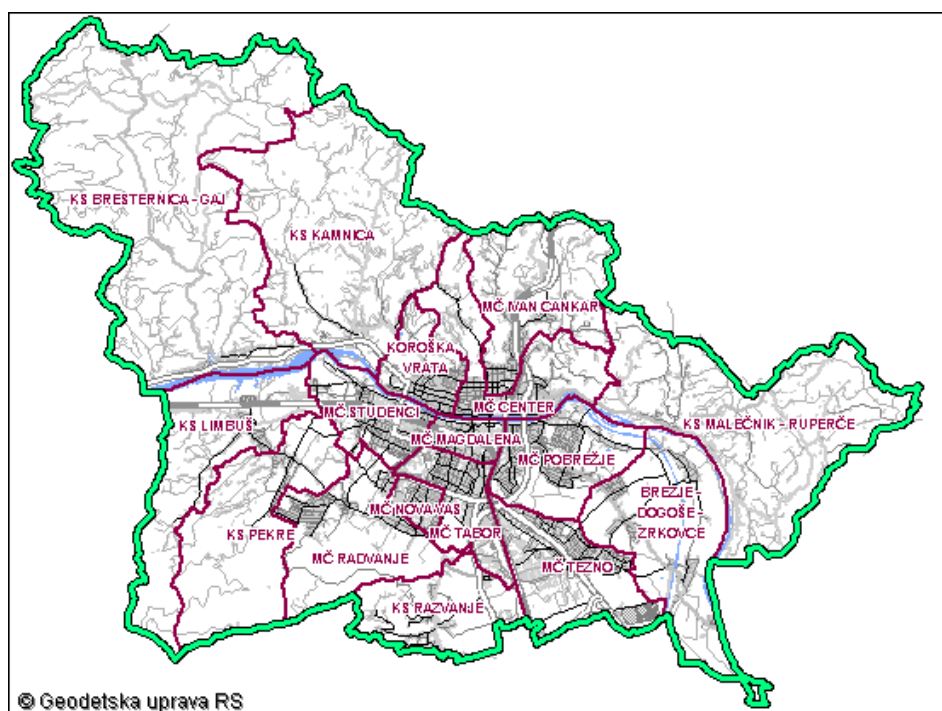 KS BRESTERNICA - GAJ
KS KAMNICA
MČ IVAN CANKAR
KOROŠKA
VRATA
MČ CENTER
MČ STUDENCI
KS LIMBUŠ
KS MALEČNIK - RUPERČE
MČ MAGDALENA
MČ POBREŽJE
BREZJE -
DOGOŠE -
ZRKOVCE
MČ NOVA VAS
KS PEKRE
MČ TABOR
MČ RADVANJE
MČ TEZNO
KS RAZVANJE
© Geodetska uprava RS